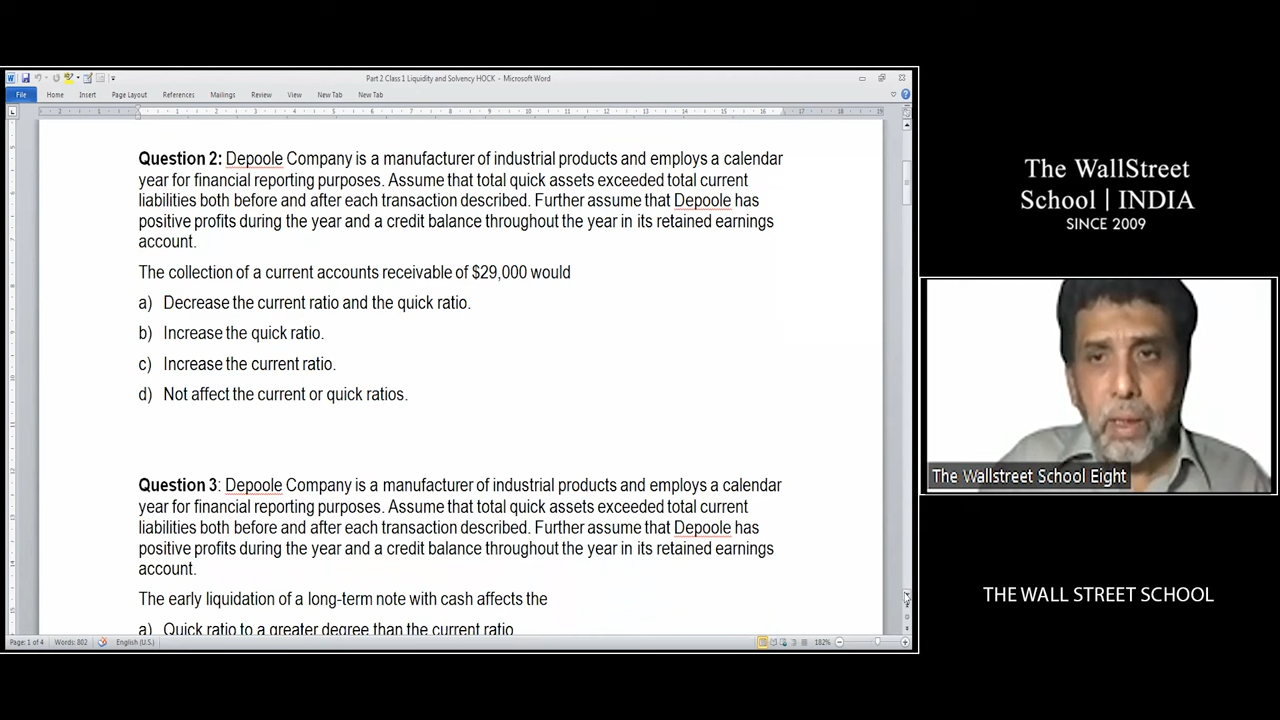 Part 2 Class 1 Liquidity and Solvency HOCK - Microsoft Word
File Home Insert Page Layout References Mailings Review View New Tab New Tab
Question 2: Depoole Company is a manufacturer of industrial products and employs a calendar
year for financial reporting purposes. Assume that total quick assets exceeded total current
liabilities both before and after each transaction described. Further assume that Depoole has
positive profits during the year and a credit balance throughout the year in its retained earnings
account.
The collection of a current accounts receivable of $29,000 would
a) Decrease the current ratio and the quick ratio.
b) Increase the quick ratio.
c) Increase the current ratio.
d) Not affect the current or quick ratios.
Question 3: Depoole Company is a manufacturer of industrial products and employs a calendar
year for financial reporting purposes. Assume that total quick assets exceeded total current
liabilities both before and after each transaction described. Further assume that Depoole has
positive profits during the year and a credit balance throughout the year in its retained earnings
account.
The early liquidation of a long-term note with cash affects the
a) Quick ratio to a greater degree than the current ratio
Page: 1 of 4 Words: 802 English (U.S.) 182%
The WallStreet
School | INDIA
SINCE 2009
The Wallstreet School Eight
THE WALL STREET SCHOOL